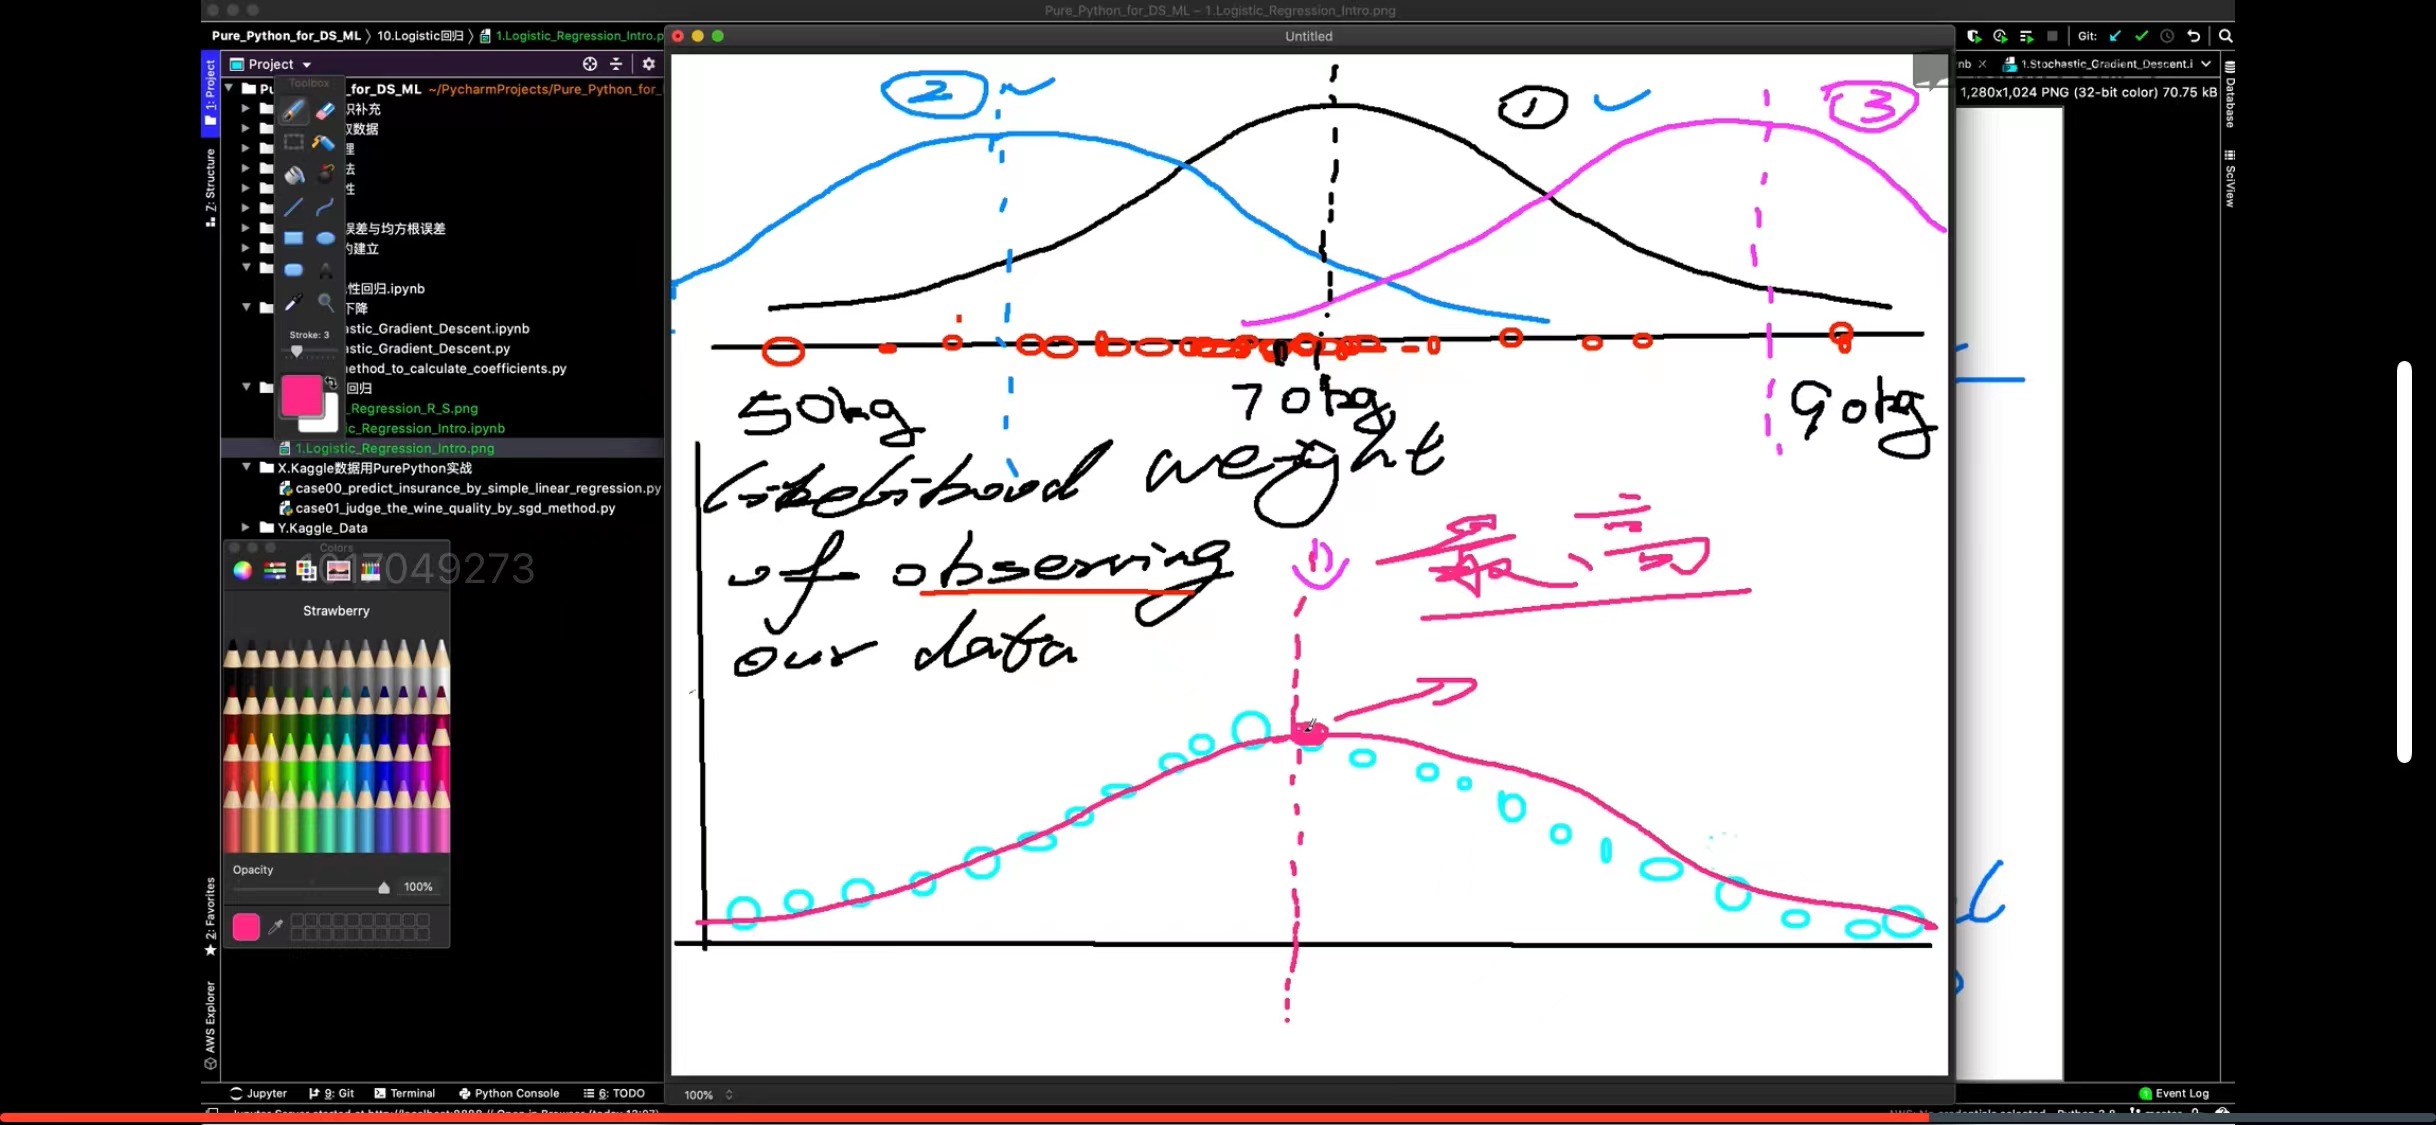 Pure_Python_for_DS_ML – 1.Logistic_Regression_Intro.png
Pure_Python_for_DS_ML 〉 10.Logistic回归 〉 1.Logistic_Regression_Intro.p
Untitled
Git:
1: Project
Z: Structure
2: Favorites
AWS Explorer
Project
Toolbox
Pu
for_DS_ML ~/PycharmProjects/Pure_Python_for_
识补充
取数据
理
法
性
误差与均方根误差
的建立
性回归.ipynb
下降
astic_Gradient_Descent.ipynb
astic_Gradient_Descent.py
method_to_calculate_coefficients.py
回归
_Regression_R_S.png
ic_Regression_Intro.ipynb
1.Logistic_Regression_Intro.png
X.Kaggle数据用PurePython实战
case00_predict_insurance_by_simple_linear_regression.py
case01_judge_the_wine_quality_by_sgd_method.py
Y.Kaggle_Data
Stroke: 3
Colors
Strawberry
Opacity
100%
2
1
3
50kg
70kg
90kg
weight
Likelihood
of observing
our data
最高
100%
nb
1.Stochastic_Gradient_Descent.i
1,280x1,024 PNG (32-bit color) 70.75 kB
Database
SciView
Jupyter
9: Git
Terminal
Python Console
6: TODO
Event Log